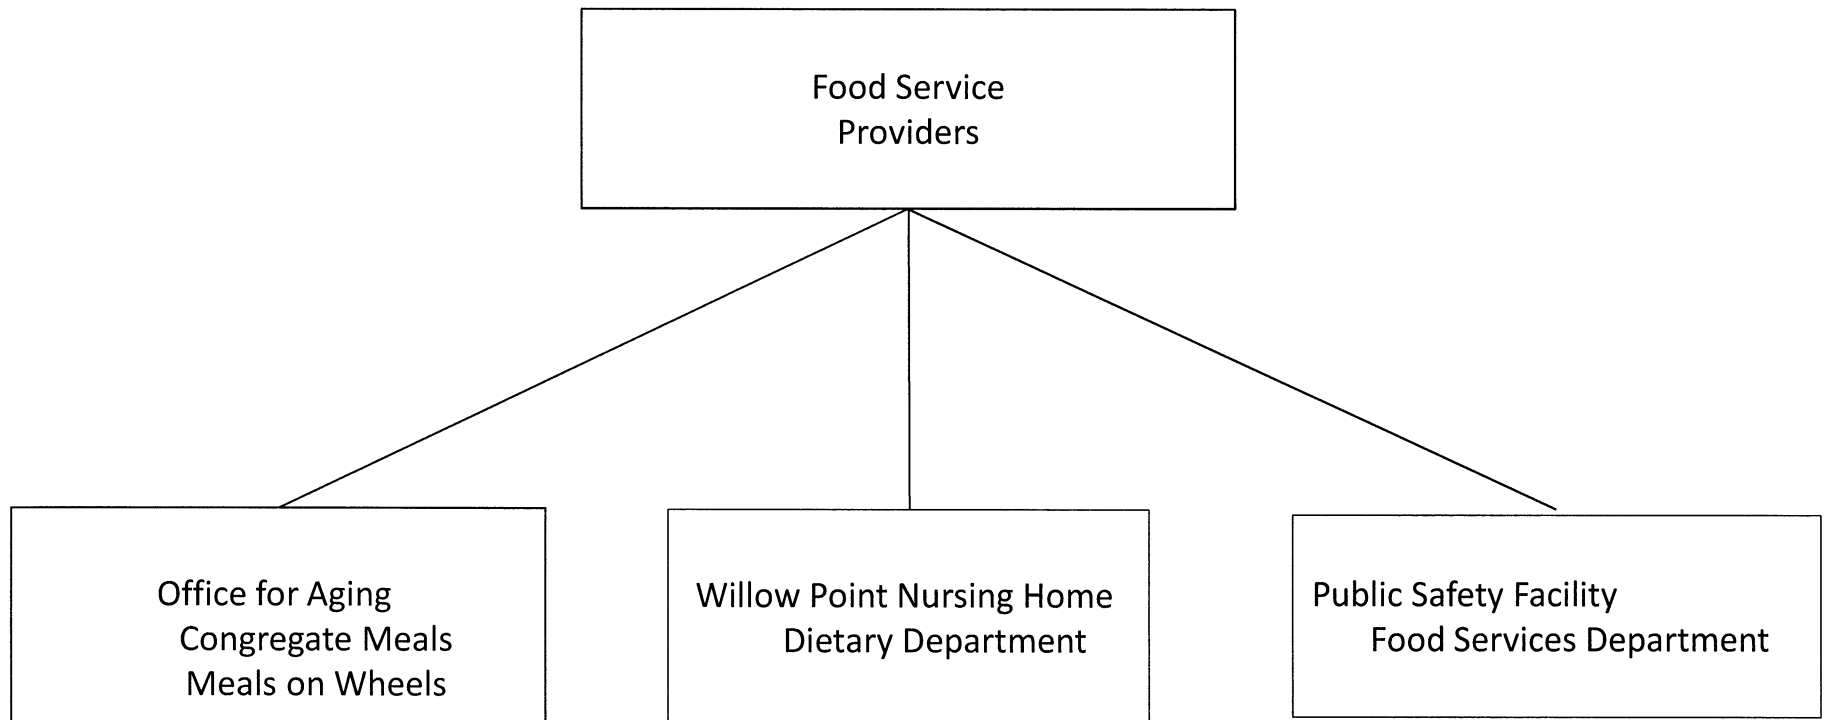 Food Service
Providers
Office for Aging
Congregate Meals
Meals on Wheels
Willow Point Nursing Home
Dietary Department
Public Safety Facility
Food Services Department